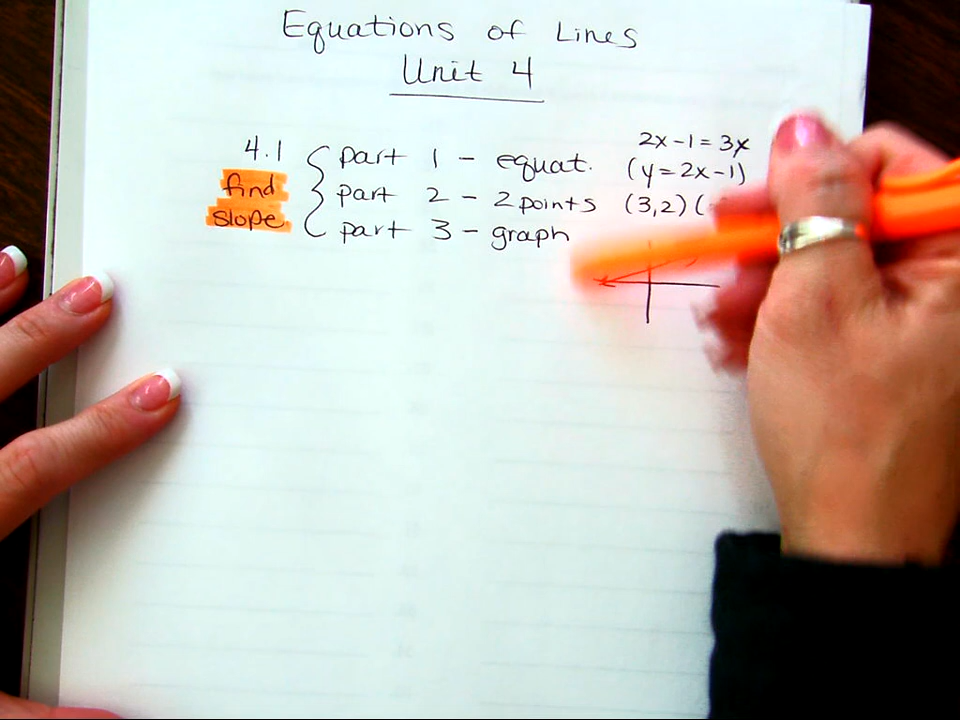 Equations of Lines
Unit 4
4.1
find
slope
part 1 - equat.
part 2 - 2 points
part 3 - graph
2x - 1 = 3y
(y = 2x - 1)
(3,2) (